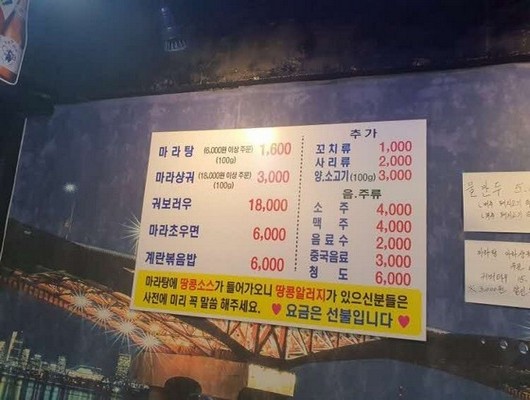 마라탕 (6,000원 이상 주문) (100g) 1,600
마라샹궈 (18,000원 이상 주문) (100g) 3,000
궈보러우 18,000
마라초우면 6,000
계란볶음밥 6,000
추가
꼬치류 1,000
사리류 2,000
양,소고기(100g) 3,000
음.주류
소주 4,000
맥주 4,000
음료수 2,000
중국음료 3,000
청도 6,000
마라탕에 땅콩소스가 들어가오니 땅콩알러지가 있으신분들은
사전에 미리 꼭 말씀 해주세요. ♥ 요금은 선불입니다 ♥
물만두 5.